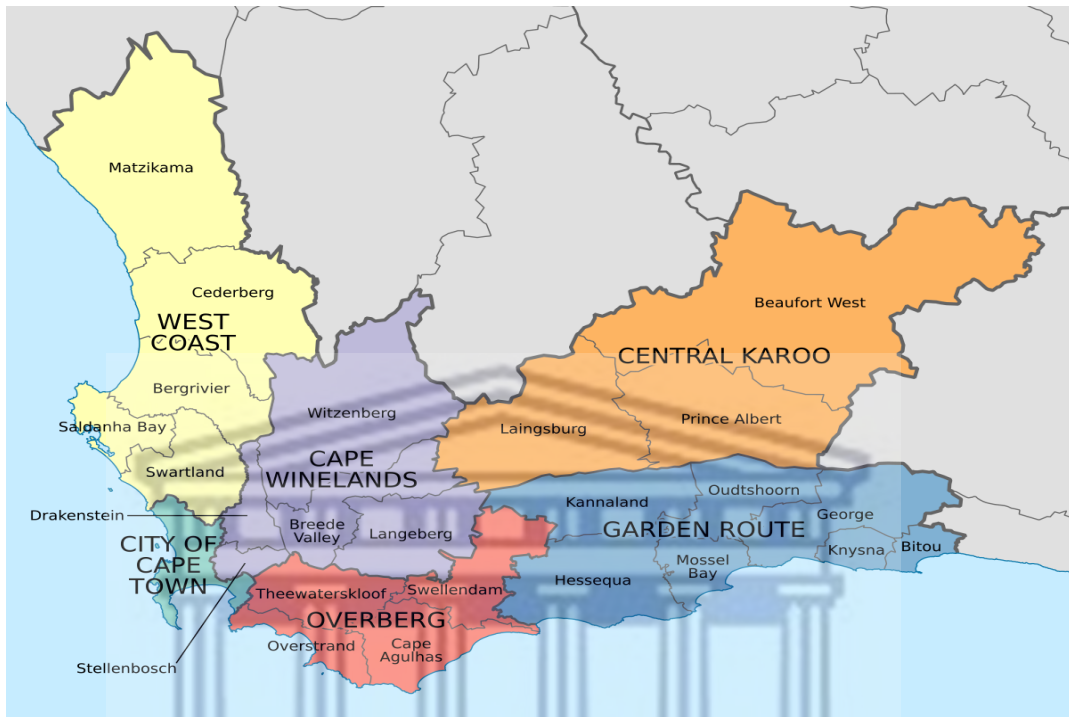 Matzikama
Cederberg
WEST
COAST
Bergrivier
Saldanha Bay
Swartland
Drakenstein
CITY OF
CAPE
TOWN
Stellenbosch
Witzenberg
CAPE
WINELANDS
Breede
Valley
Langeberg
Theewaterskloof
Swellendam
OVERBERG
Overstrand
Cape
Agulhas
Beaufort West
CENTRAL KAROO
Laingsburg
Prince Albert
Kannaland
Oudtshoorn
George
GARDEN ROUTE
Knysna
Bitou
Mossel
Bay
Hessequa